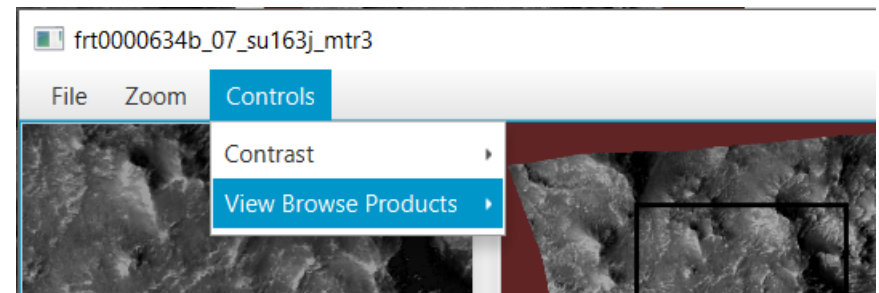 frt0000634b_07_su163j_mtr3
File Zoom Controls
Contrast
View Browse Products